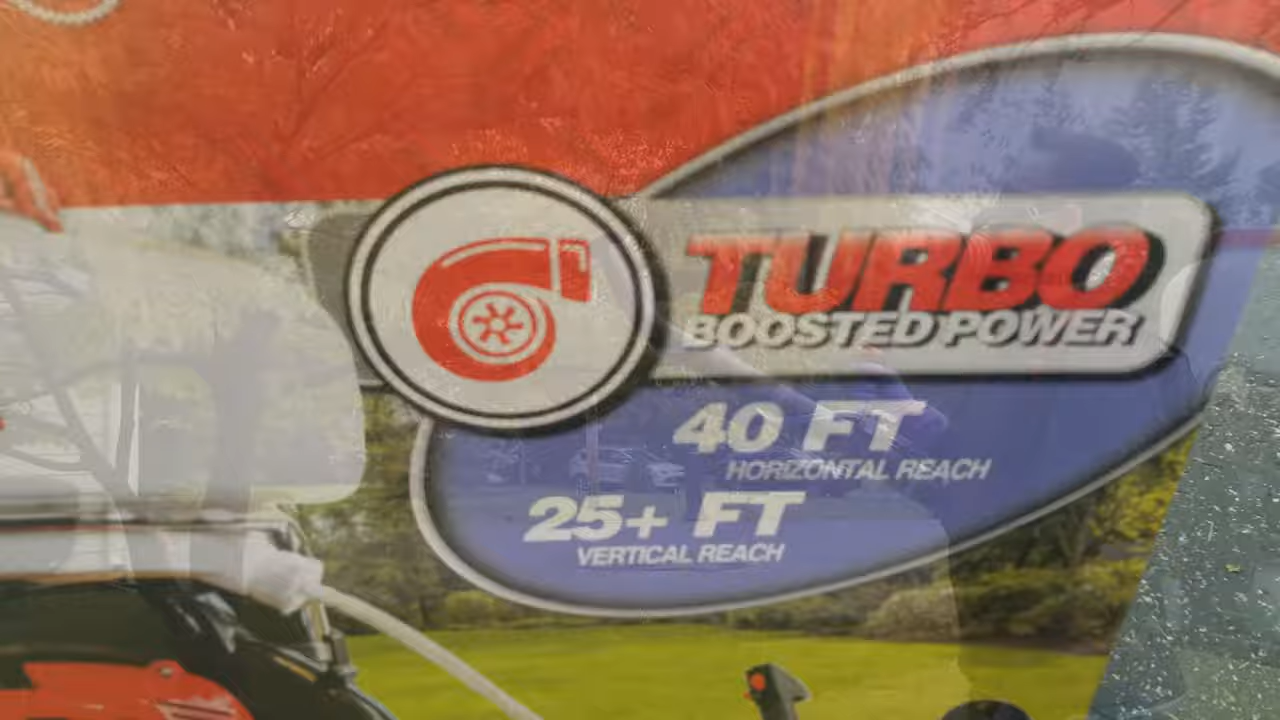 TURBO
BOOSTED POWER
40 FT
HORIZONTAL REACH
25+ FT
VERTICAL REACH